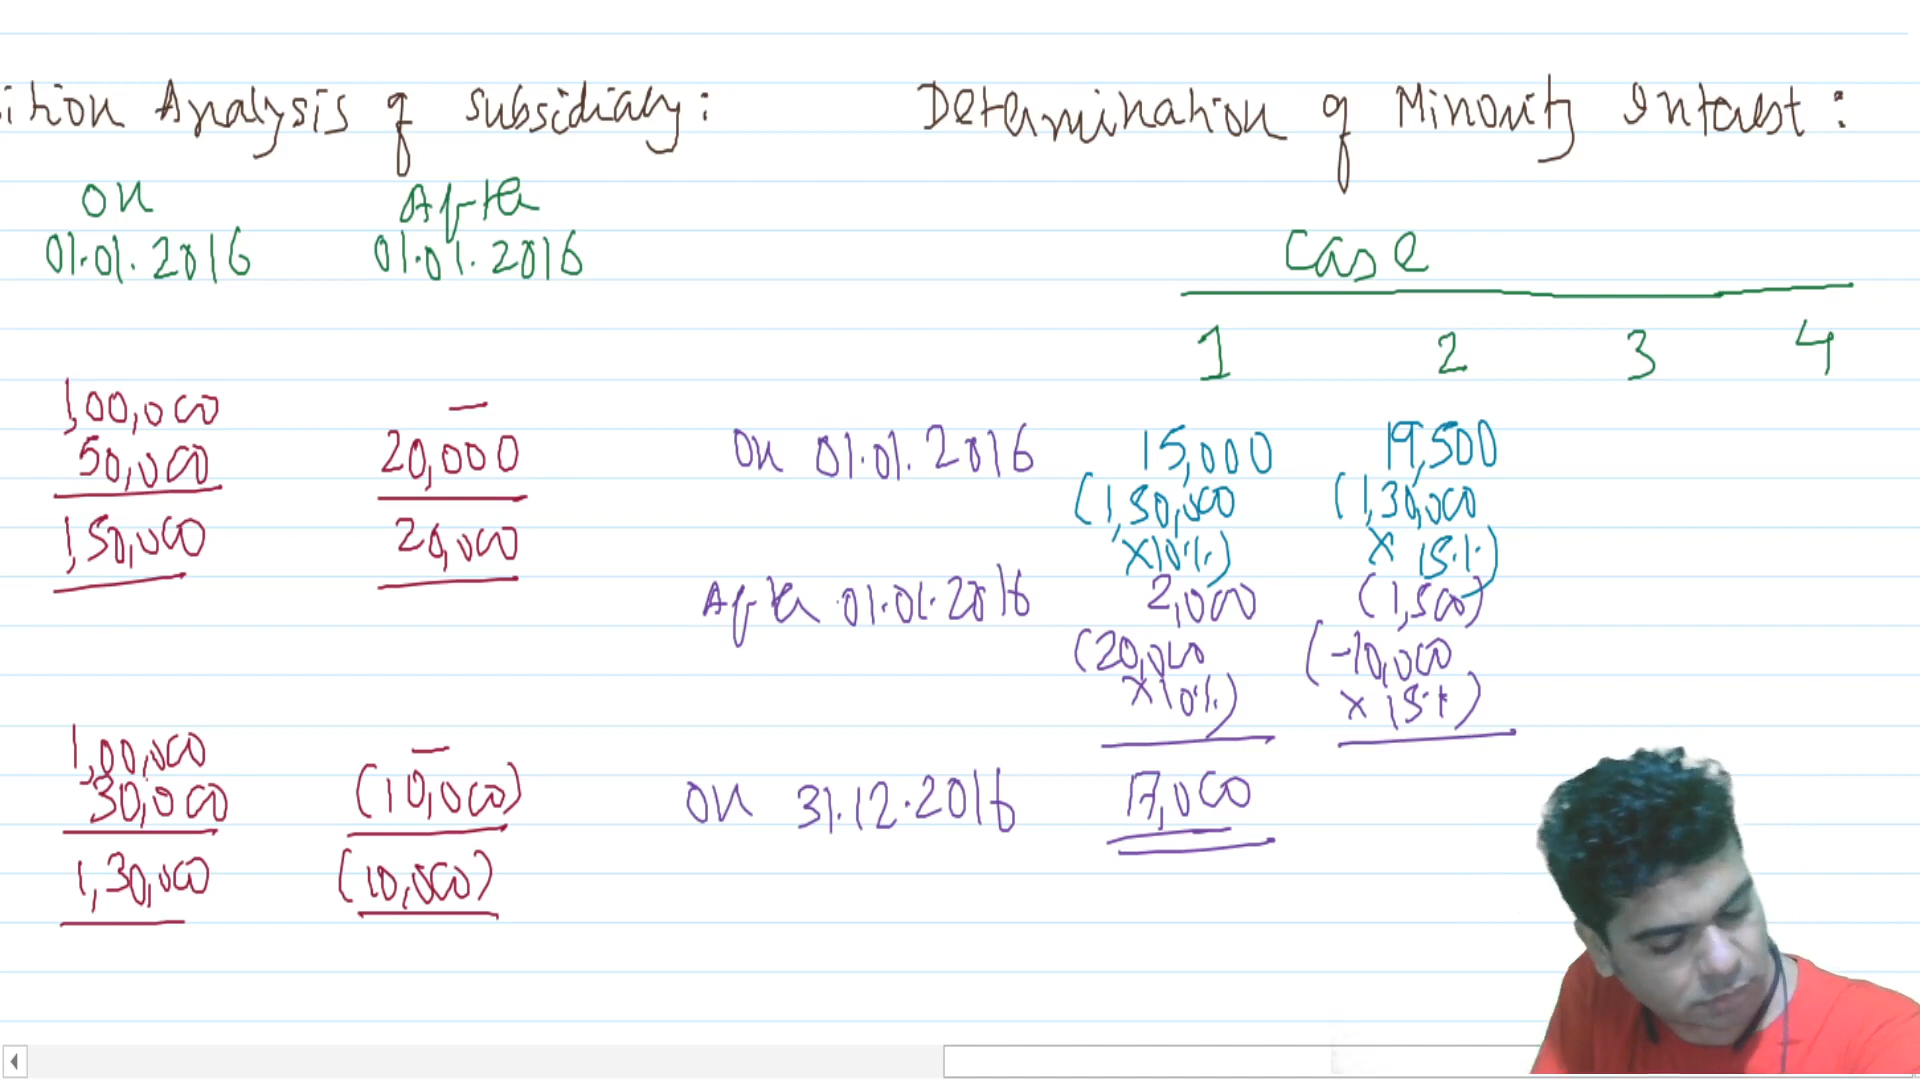 ition Analysis of subsidiary:
Determination of Minority Interest:
on After
01.01.2016 01.01.2016
Case
1 2 3 4
1,00,000 —
50,000 20,000
1,50,000 20,000
On 01.01.2016 15,000 19,500
(1,50,000 (1,30,000
X10%) X 15%)
After 01.01.2016 2,000 (1,500)
(20,000 (-10,000
X10%) X 15%)
1,00,000 —
30,000 (10,000)
1,30,000 (10,000)
On 31.12.2016 17,000